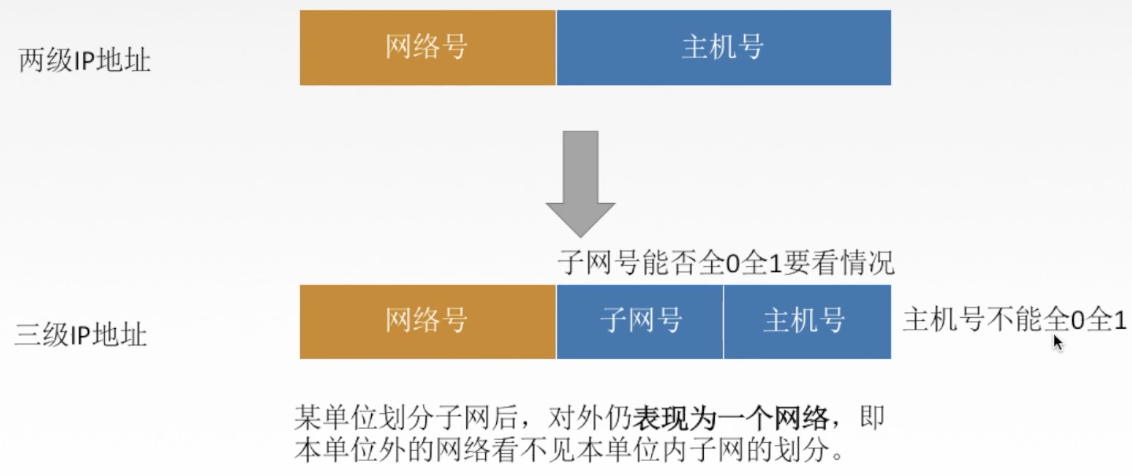 两级IP地址
网络号
主机号
子网号能否全0全1要看情况
三级IP地址
网络号
子网号
主机号
主机号不能全0全1
某单位划分子网后，对外仍表现为一个网络，即
本单位外的网络看不见本单位内子网的划分。